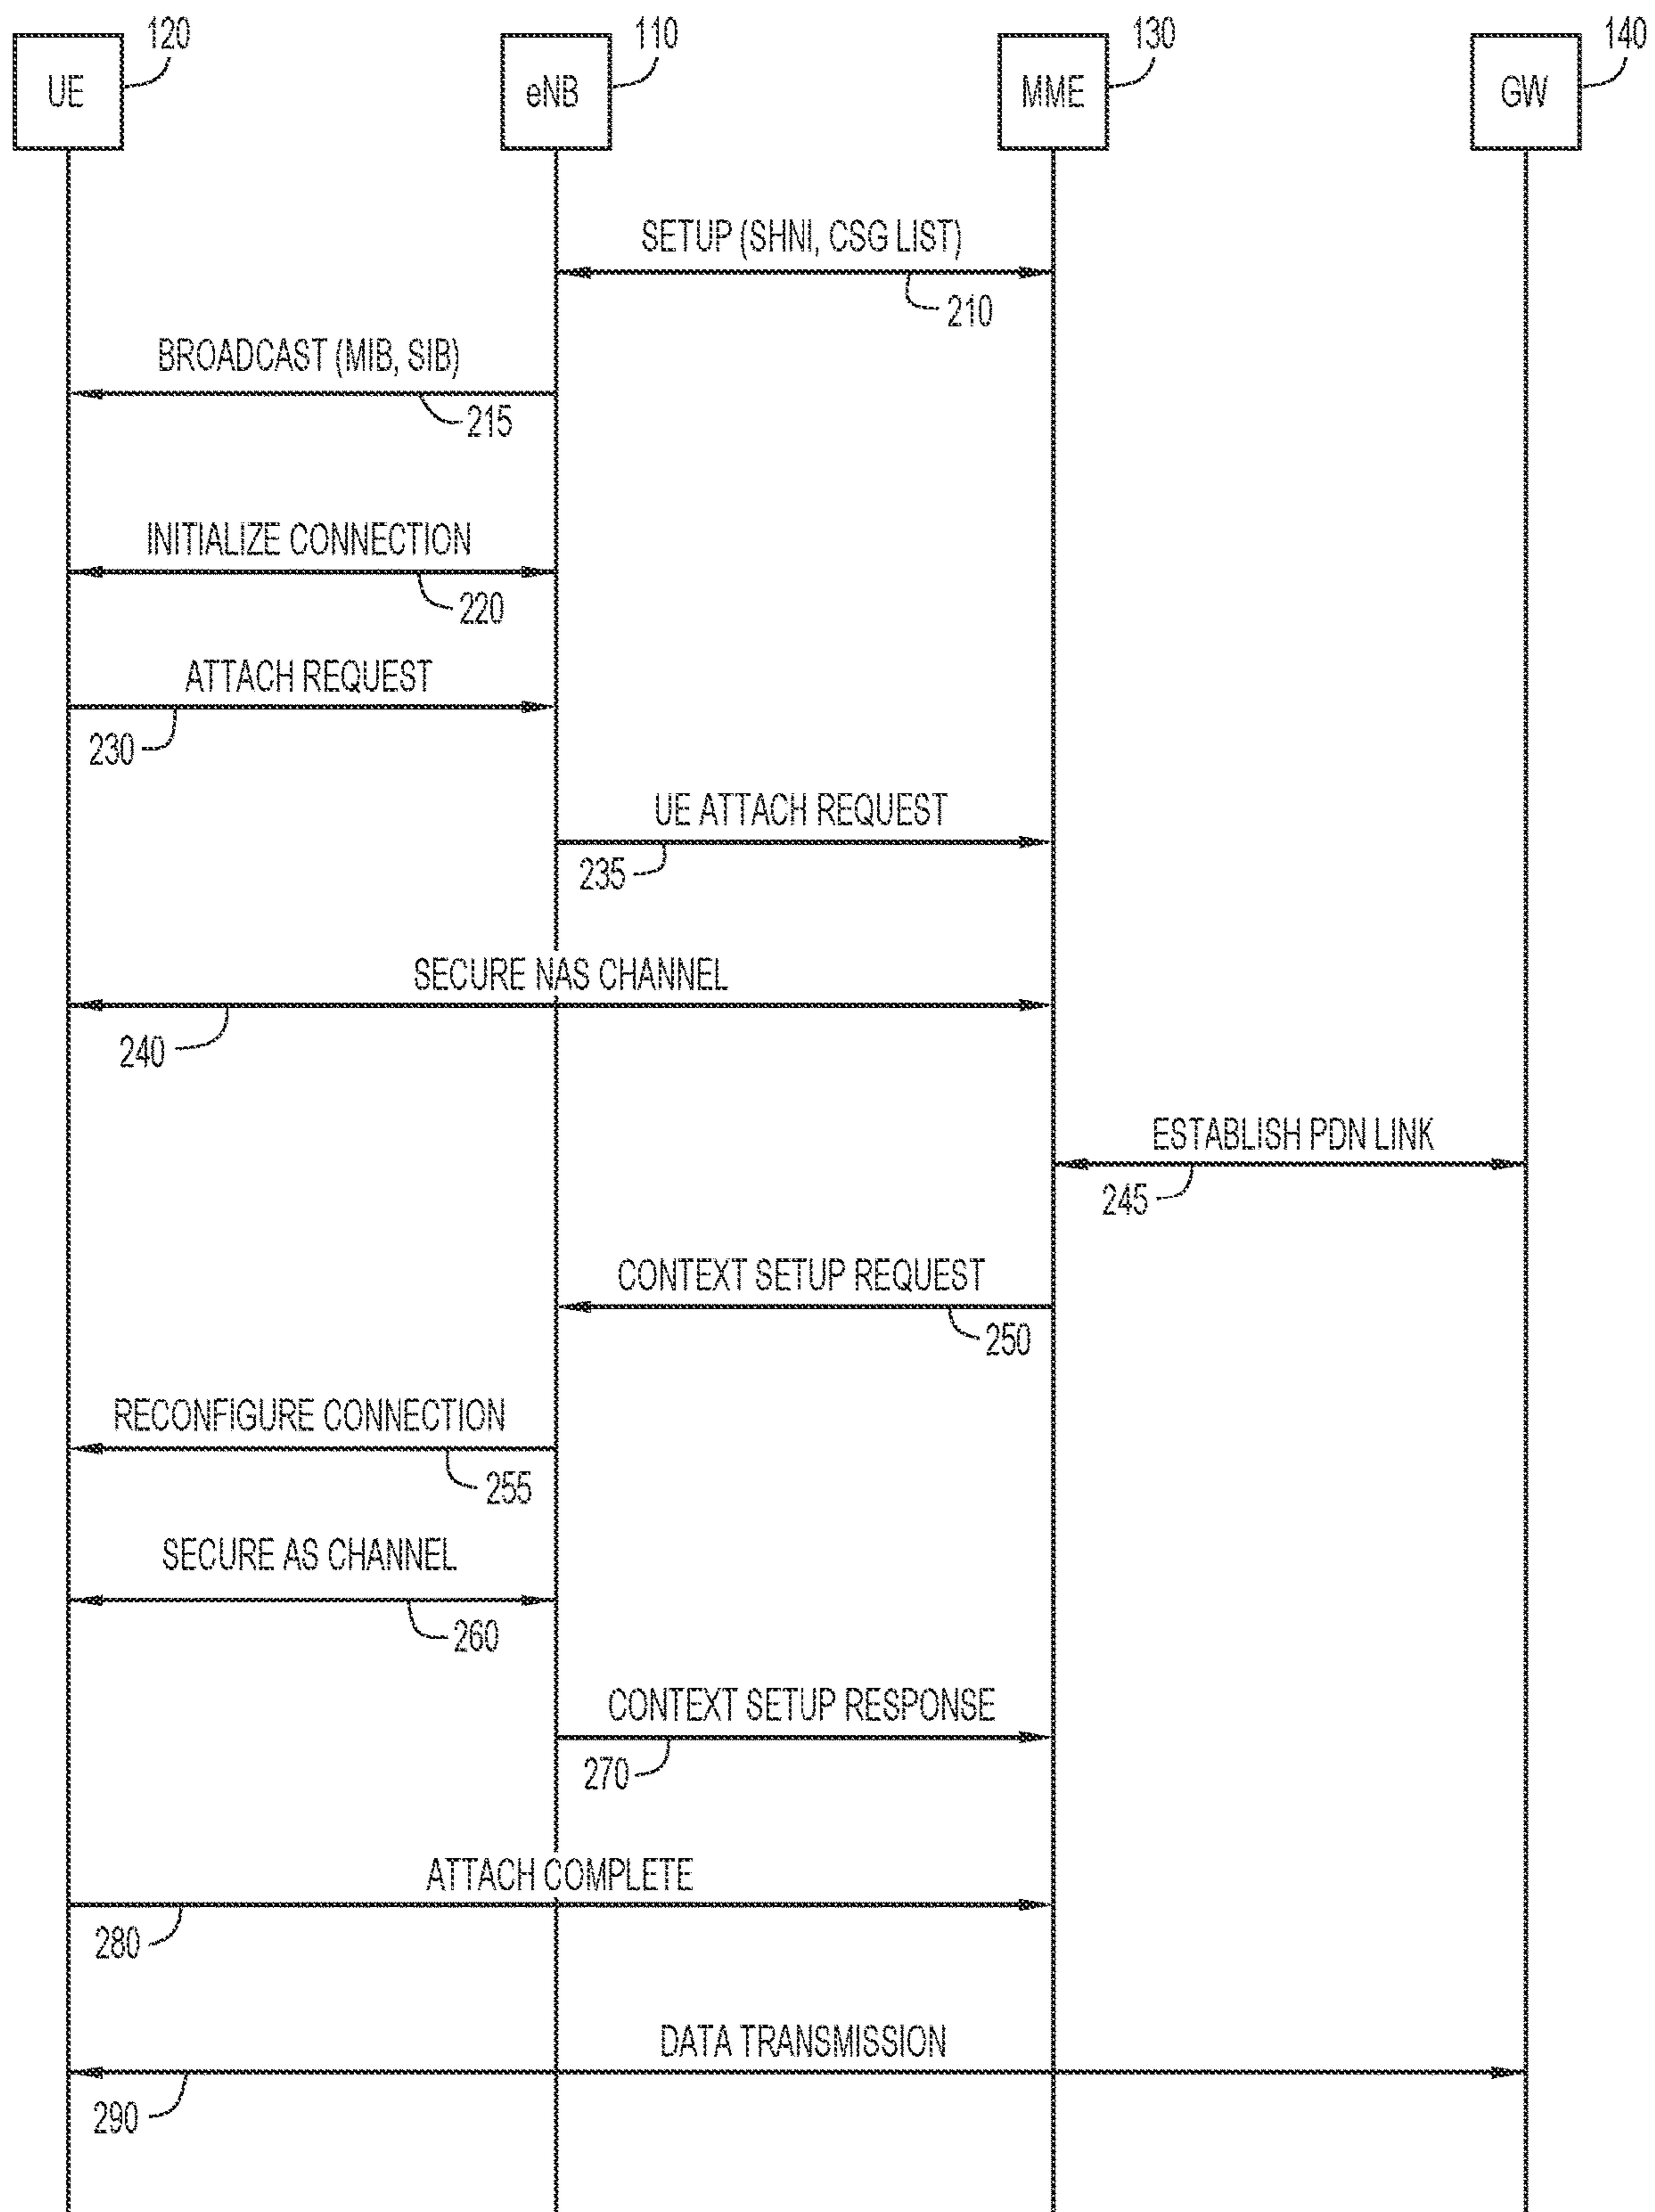 120
110
130
140
UE
eNB
MME
GW
SETUP (SHNI, CSG LIST)
210
BROADCAST (MIB, SIB)
215
INITIALIZE CONNECTION
220
ATTACH REQUEST
230
UE ATTACH REQUEST
235
SECURE NAS CHANNEL
240
ESTABLISH PDN LINK
245
CONTEXT SETUP REQUEST
250
RECONFIGURE CONNECTION
255
SECURE AS CHANNEL
260
CONTEXT SETUP RESPONSE
270
ATTACH COMPLETE
280
DATA TRANSMISSION
290